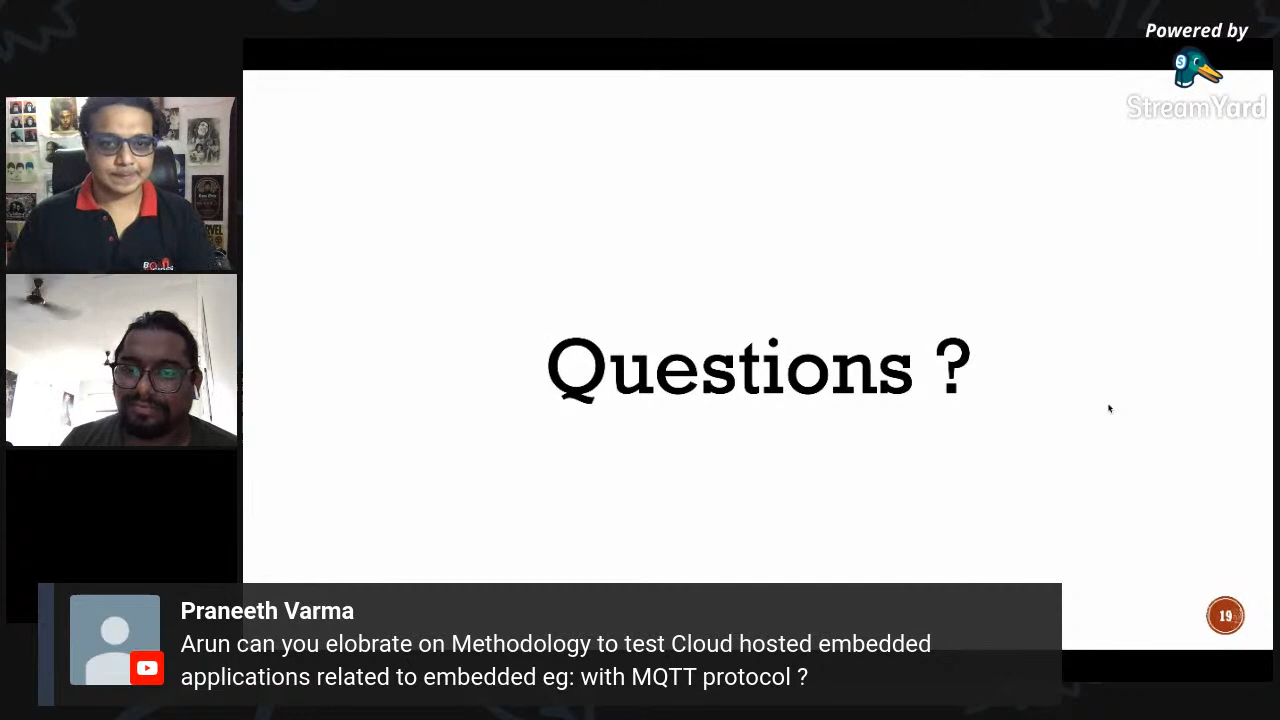 Powered by
StreamYard
Questions ?
19
Praneeth Varma
Arun can you elobrate on Methodology to test Cloud hosted embedded
applications related to embedded eg: with MQTT protocol ?